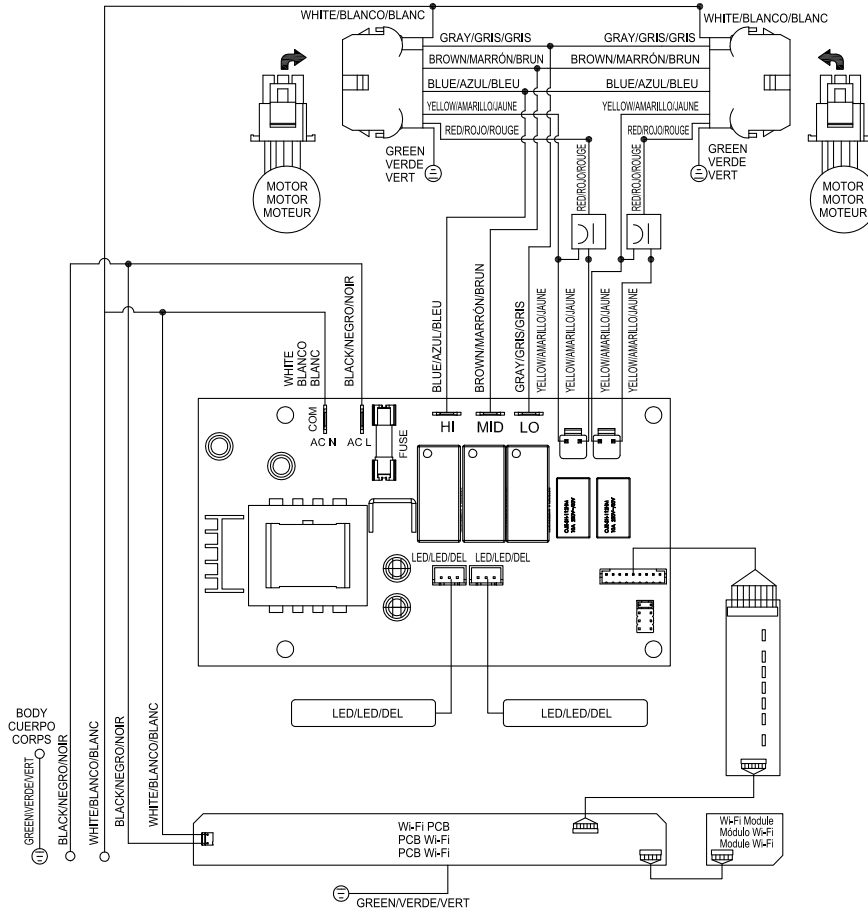 WHITE/BLANCO/BLANC
WHITE/BLANCO/BLANC
GRAY/GRIS/GRIS
GRAY/GRIS/GRIS
BROWN/MARRÓN/BRUN
BROWN/MARRÓN/BRUN
BLUE/AZUL/BLEU
BLUE/AZUL/BLEU
YELLOW/AMARILLO/JAUNE
YELLOW/AMARILLO/JAUNE
RED/ROJO/ROUGE
RED/ROJO/ROUGE
GREEN
VERDE
VERT
GREEN
VERDE
VERT
MOTOR
MOTOR
MOTEUR
MOTOR
MOTOR
MOTEUR
RED/ROJO/ROUGE
RED/ROJO/ROUGE
WHITE
BLANCO
BLANC
BLACK/NEGRO/NOIR
BLUE/AZUL/BLEU
BROWN/MARRÓN/BRUN
GRAY/GRIS/GRIS
YELLOW/AMARILLO/JAUNE
YELLOW/AMARILLO/JAUNE
YELLOW/AMARILLO/JAUNE
YELLOW/AMARILLO/JAUNE
COM
AC N
AC L
FUSE
HI
MID
LO
LED/LED/DEL
LED/LED/DEL
LED/LED/DEL
LED/LED/DEL
BODY
CUERPO
CORPS
GREEN/VERDE/VERT
BLACK/NEGRO/NOIR
WHITE/BLANCO/BLANC
BLACK/NEGRO/NOIR
WHITE/BLANCO/BLANC
Wi-Fi PCB
PCB Wi-Fi
PCB Wi-Fi
Wi-Fi Module
Módulo Wi-Fi
Module Wi-Fi
GREEN/VERDE/VERT